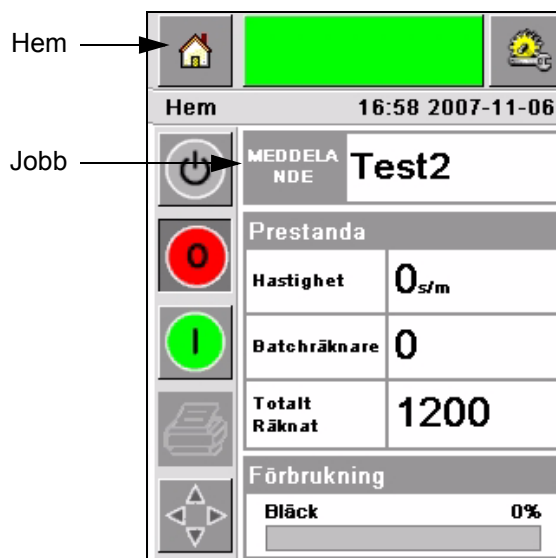 Hem
Hem 16:58 2007-11-06
Jobb
MEDDELA
NDE
Test2
O
Prestanda
Hastighet 0s/m
I
Batchräknare 0
Totalt
Räknat
1200
Förbrukning
Bläck 0%